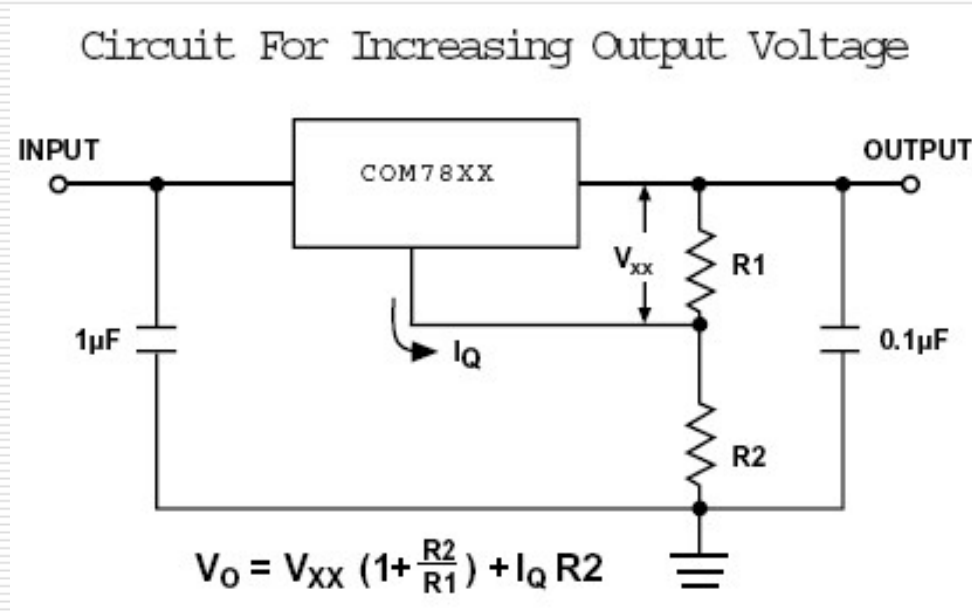 Circuit For Increasing Output Voltage
INPUT
COM78XX
OUTPUT
Vxx
R1
1µF
IQ
0.1µF
R2
VO = VXX (1+ R2/R1) + IQ R2